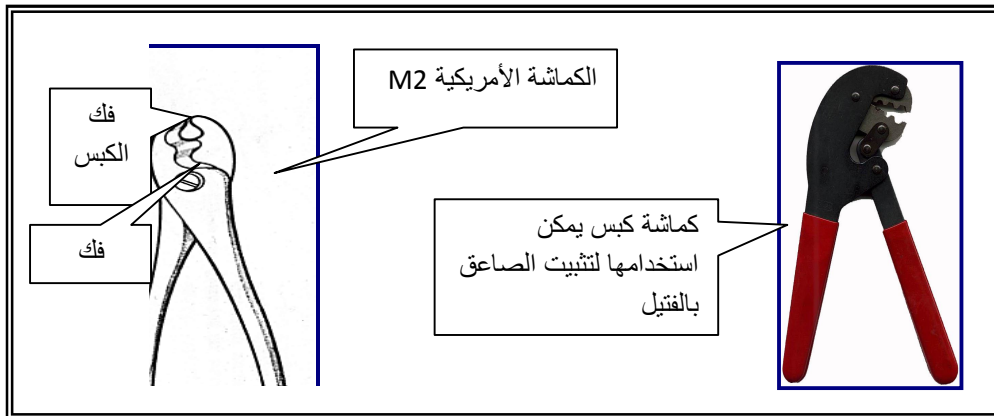 الكماشة الأمريكية M2
فك
الكبس
فك
كماشة كبس يمكن
استخدامها لتثبيت الصاعق
بالفتيل